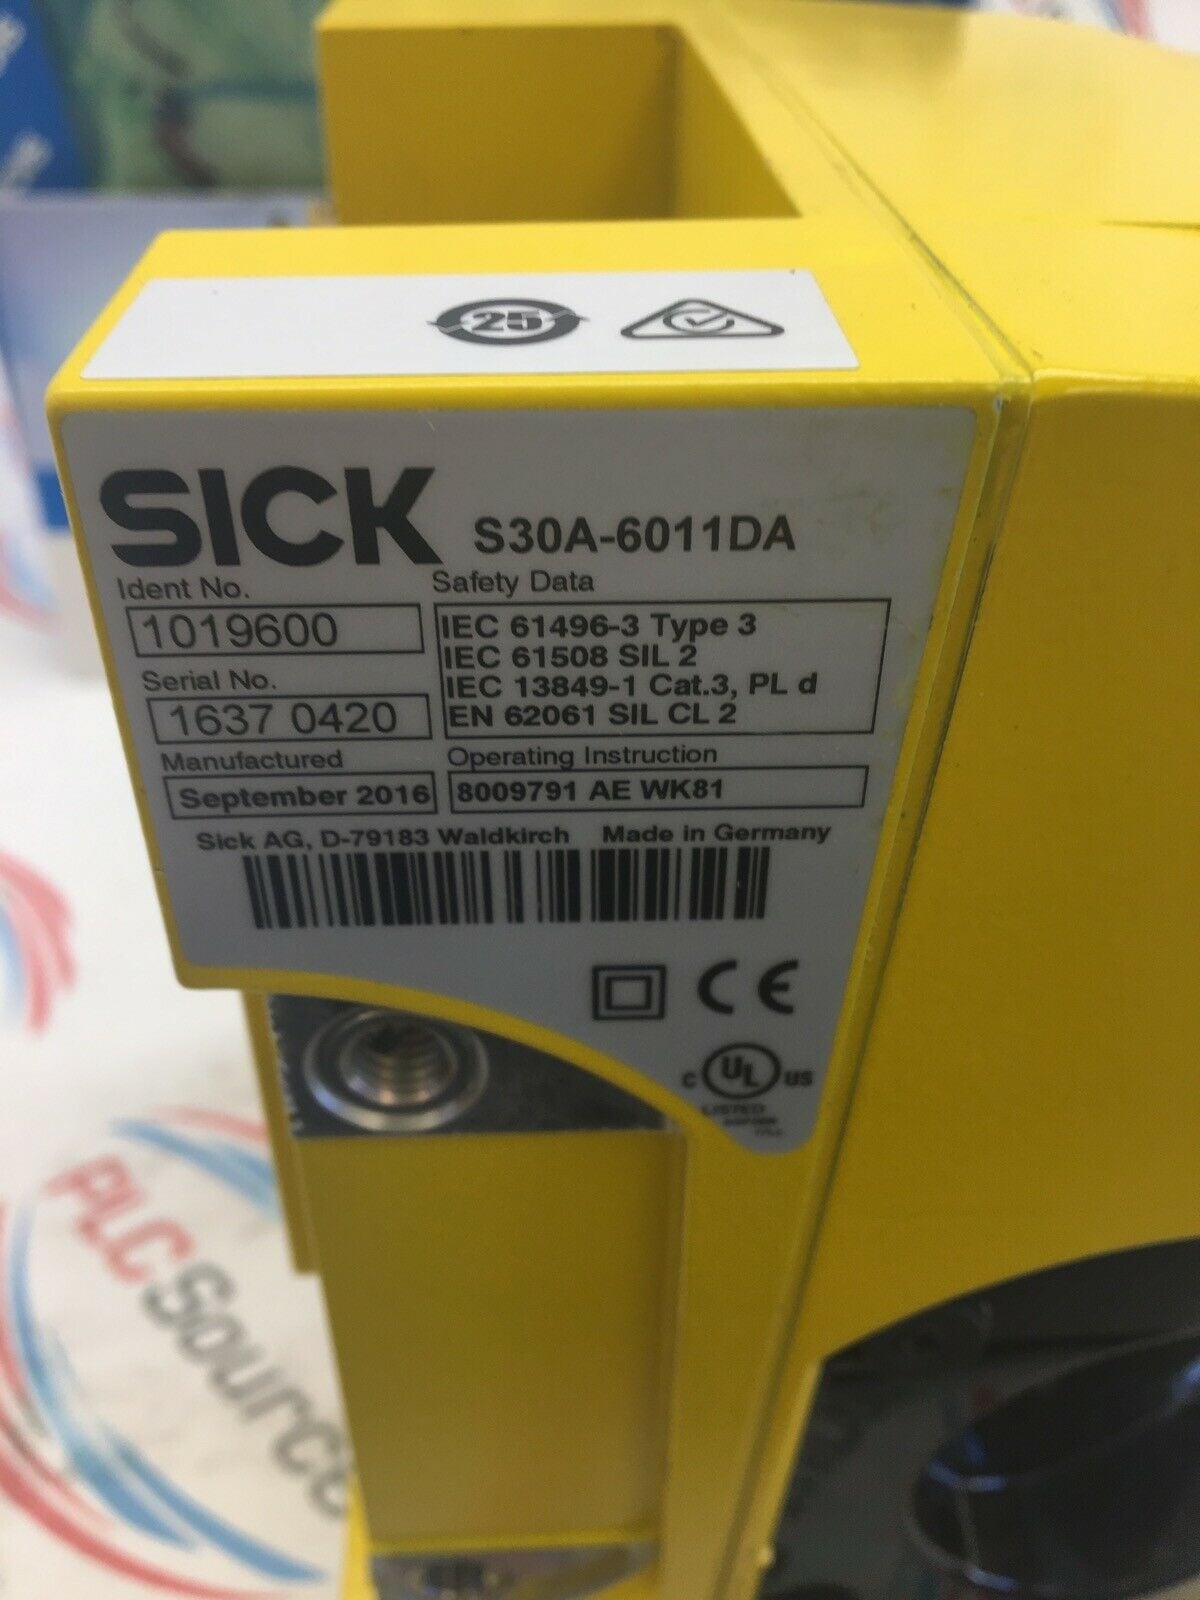 25
SICK S30A-6011DA
Ident No. Safety Data
1019600 IEC 61496-3 Type 3
IEC 61508 SIL 2
Serial No. IEC 13849-1 Cat.3, PL d
1637 0420 EN 62061 SIL CL 2
Manufactured Operating Instruction
September 2016 8009791 AE WK81
Sick AG, D-79183 Waldkirch Made in Germany
CE
C UL US
LISTED
PLC Source